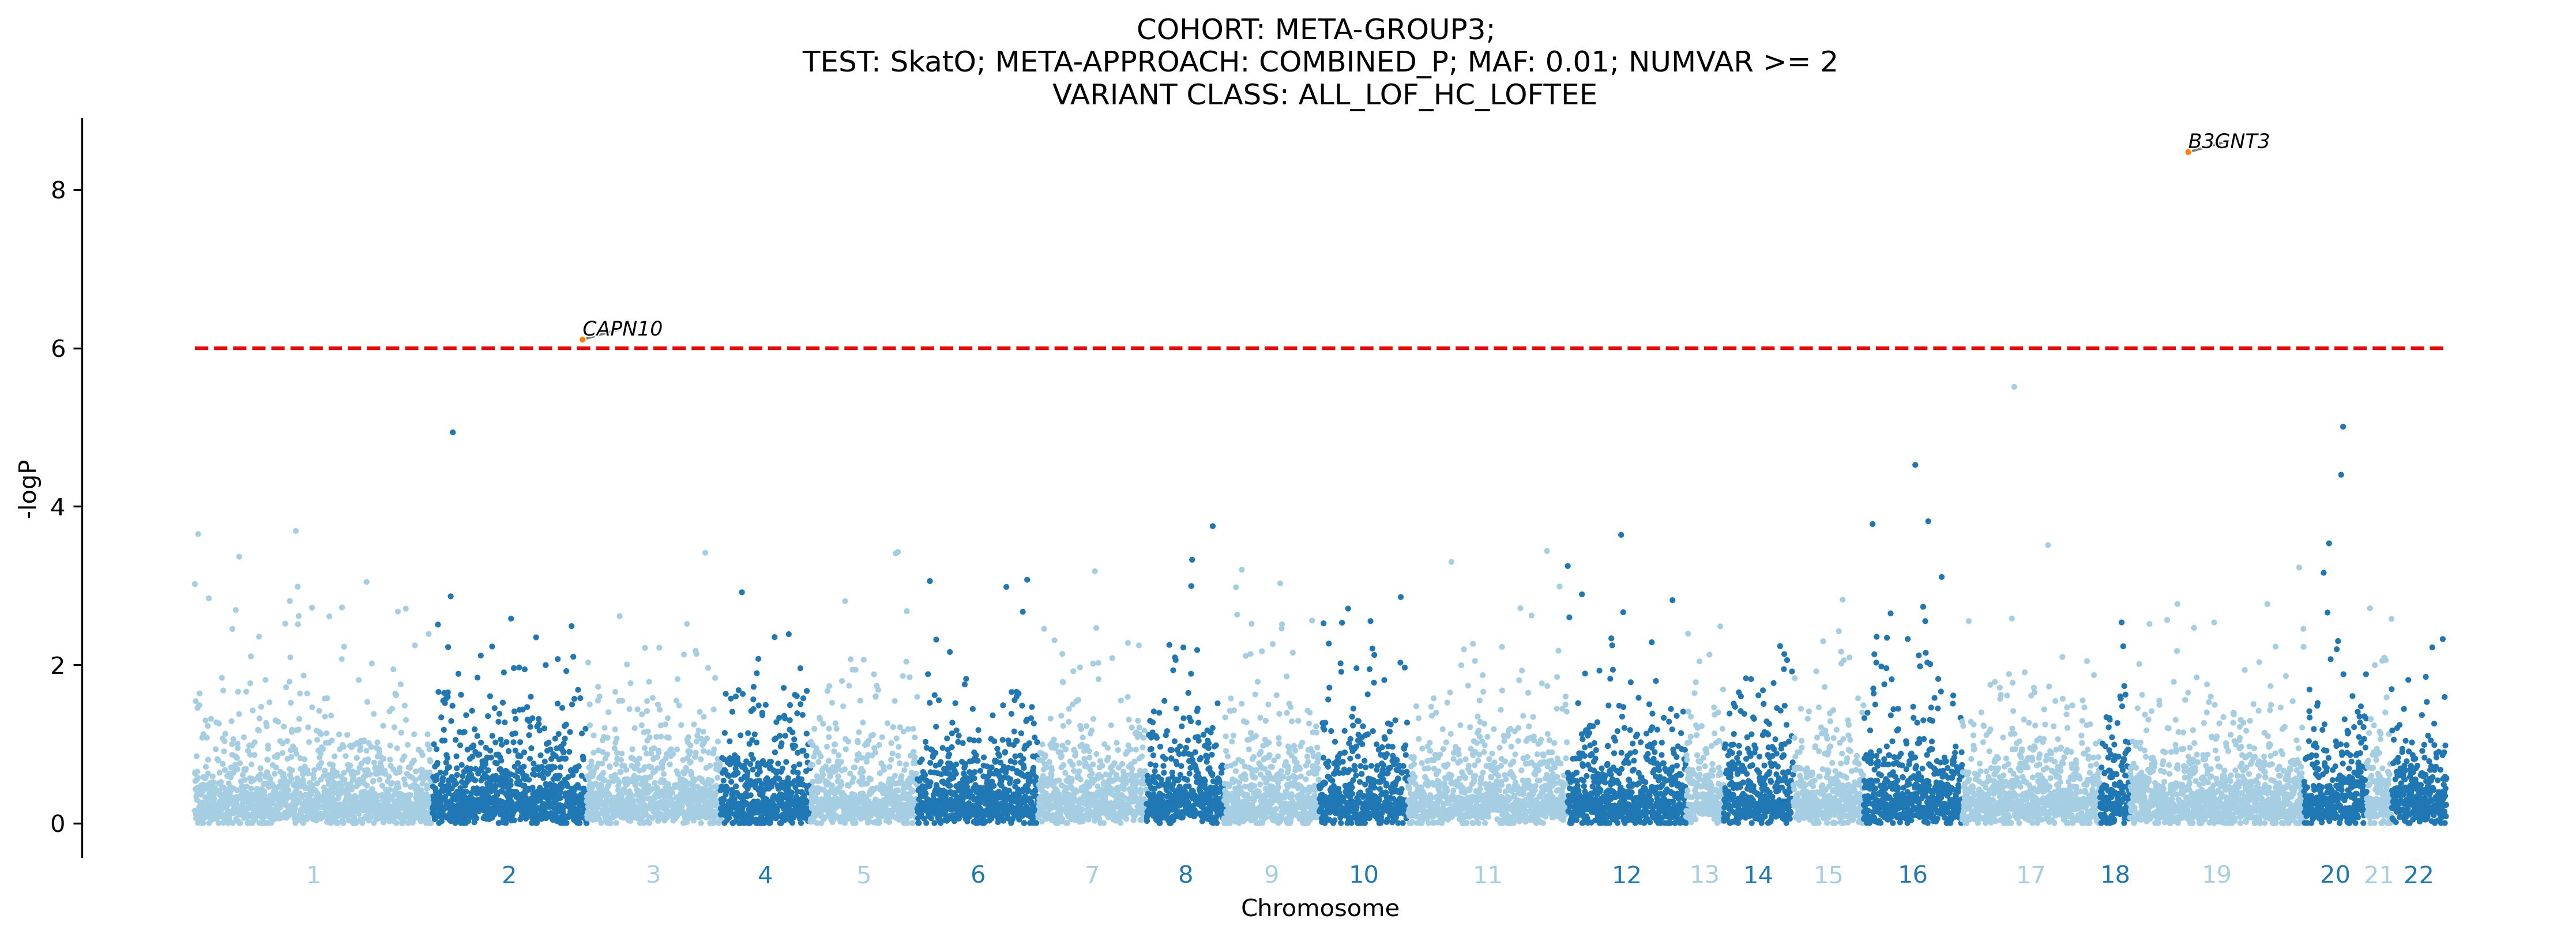 COHORT: META-GROUP3;
TEST: SkatO; META-APPROACH: COMBINED_P; MAF: 0.01; NUMVAR >= 2
VARIANT CLASS: ALL_LOF_HC_LOFTEE
B3GNT3
8
CAPN10
6
-logP
4
2
0
1 2 3 4 5 6 7 8 9 10 11 12 13 14 15 16 17 18 19 20 21 22
Chromosome